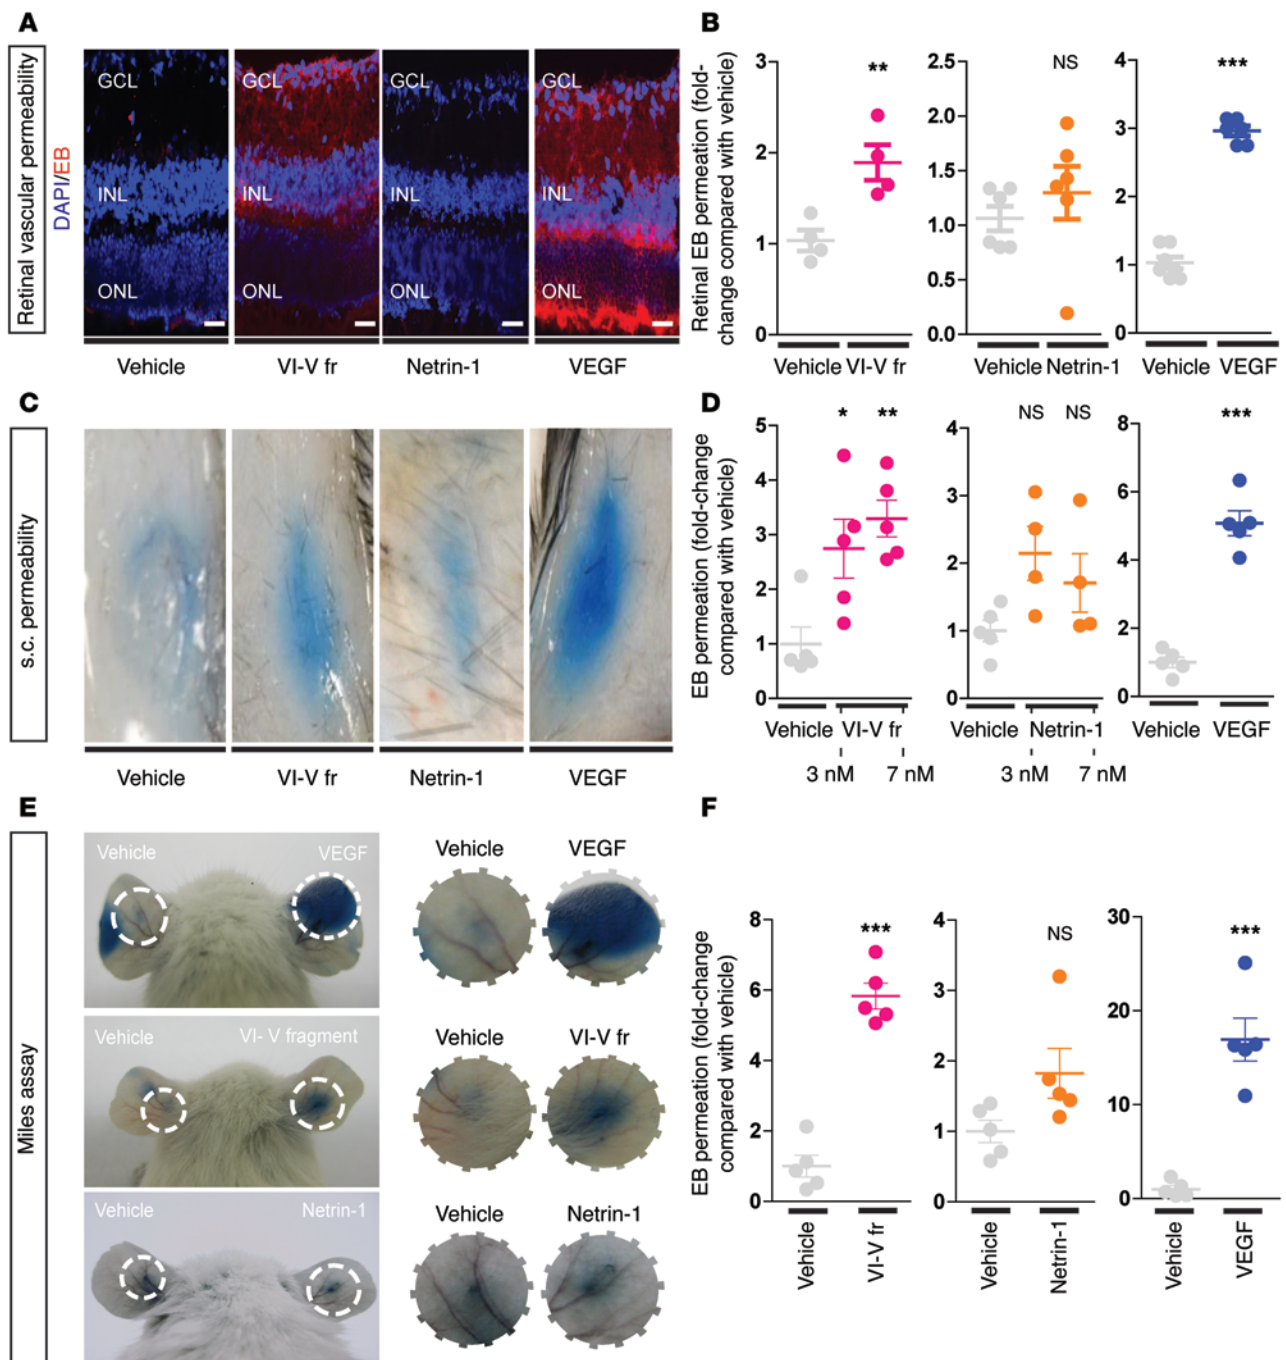 A
Retinal vascular permeability
DAPI/EB
GCL
INL
ONL
GCL
INL
ONL
GCL
INL
ONL
GCL
INL
ONL
Vehicle
VI-V fr
Netrin-1
VEGF
B
Retinal EB permeation (fold-
change compared with vehicle)
3
2
1
0
**
Vehicle VI-V fr
2.5
2.0
1.5
1.0
0.5
0.0
NS
Vehicle Netrin-1
4
3
2
1
0
***
Vehicle VEGF
C
s.c. permeability
Vehicle
VI-V fr
Netrin-1
VEGF
D
EB permeation (fold-change
compared with vehicle)
5
4
3
2
1
0
* **
Vehicle VI-V fr
3 nM 7 nM
4
3
2
1
0
NS NS
Vehicle Netrin-1
3 nM 7 nM
8
6
4
2
0
***
Vehicle VEGF
E
Miles assay
Vehicle VEGF
Vehicle VEGF
Vehicle VI- V fragment
Vehicle VI-V fr
Vehicle Netrin-1
Vehicle Netrin-1
F
EB permeation (fold-change
compared with vehicle)
8
6
4
2
0
***
Vehicle
VI-V fr
4
3
2
1
0
NS
Vehicle
Netrin-1
30
20
10
0
***
Vehicle
VEGF